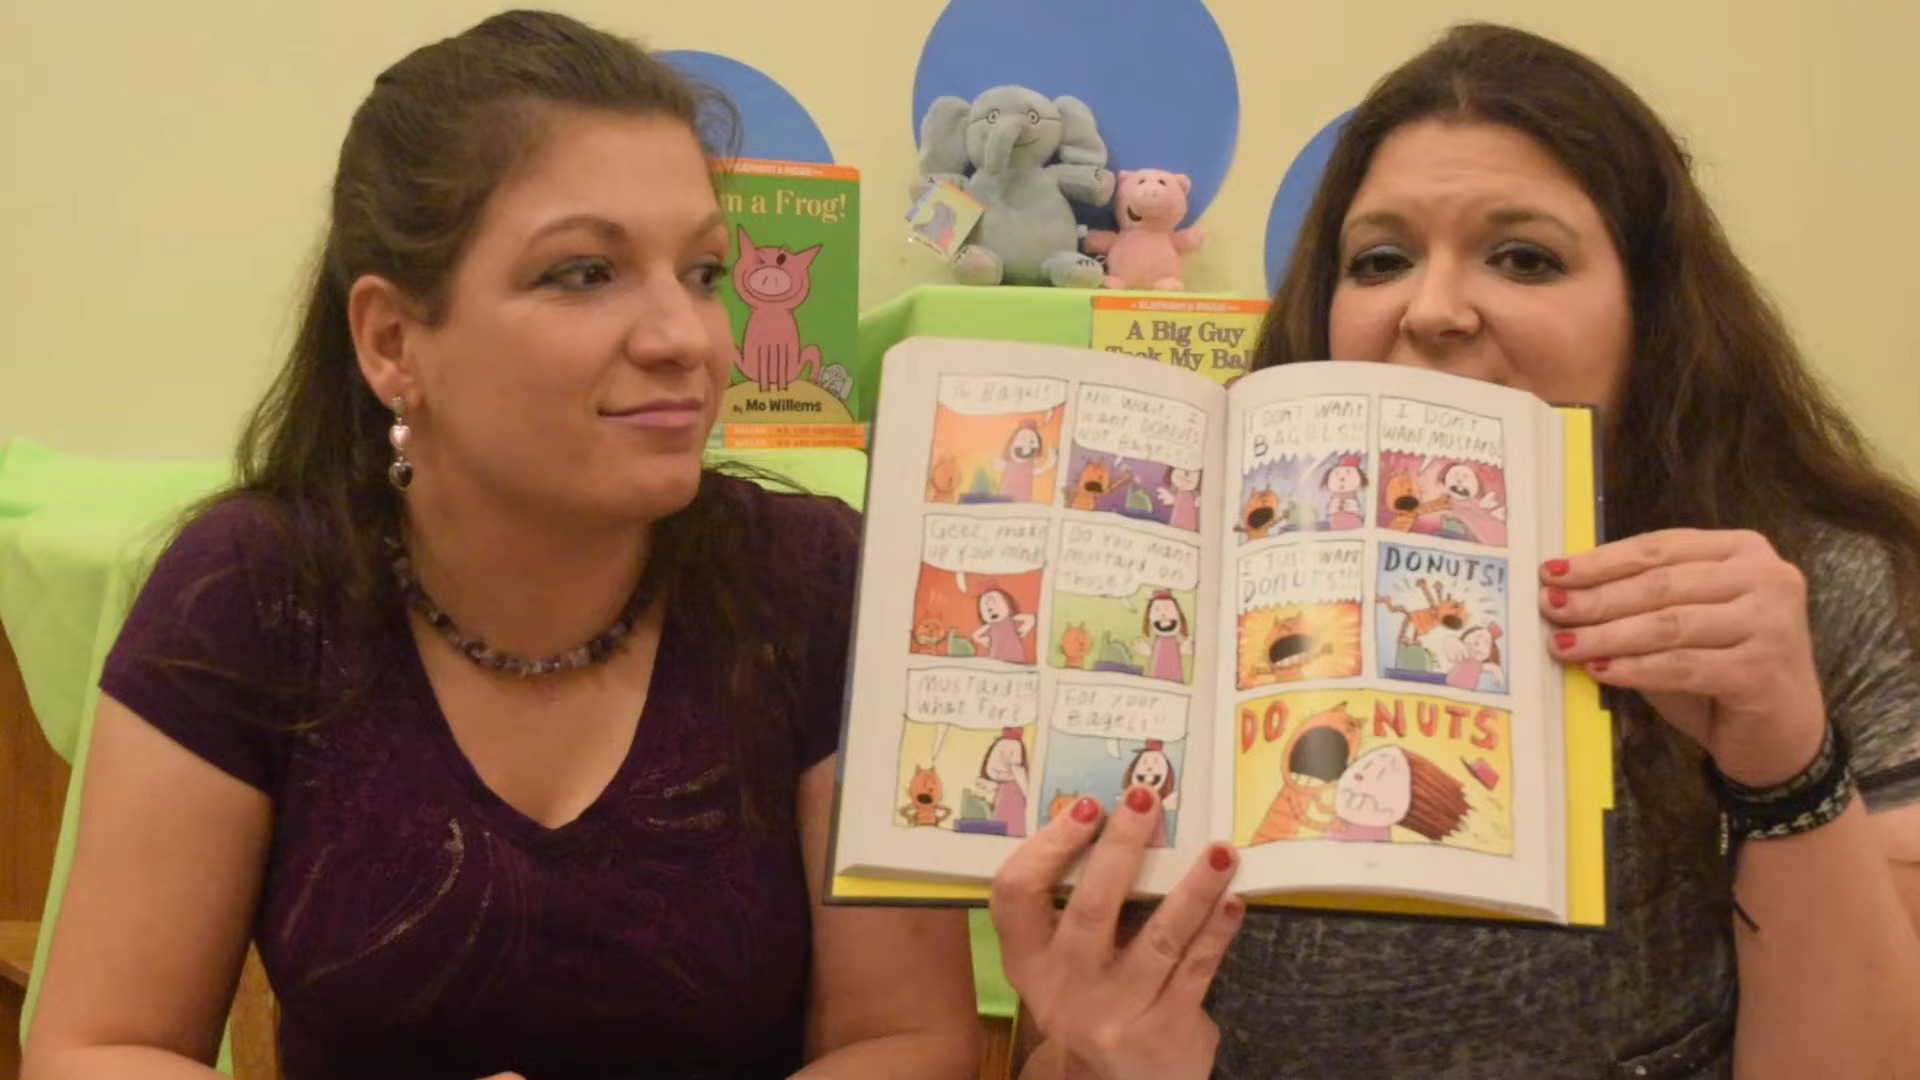 ELEPHANT & PIGGIE
m a Frog!
By Mo Willems
A Big Guy
Took My Ball
Bagels!
No wait, I
want DONUTS
NOT Bagels
Geez, make
up your mind
Do you want
mustard on
those?
Mustard!!!
what for?
For your
Bagels!!
I DON'T WANT
BAGELS!!
I DON'T
WANT MUSTARD!
I JUST WANT
DONUTS!!!
DONUTS!
DO NUTS